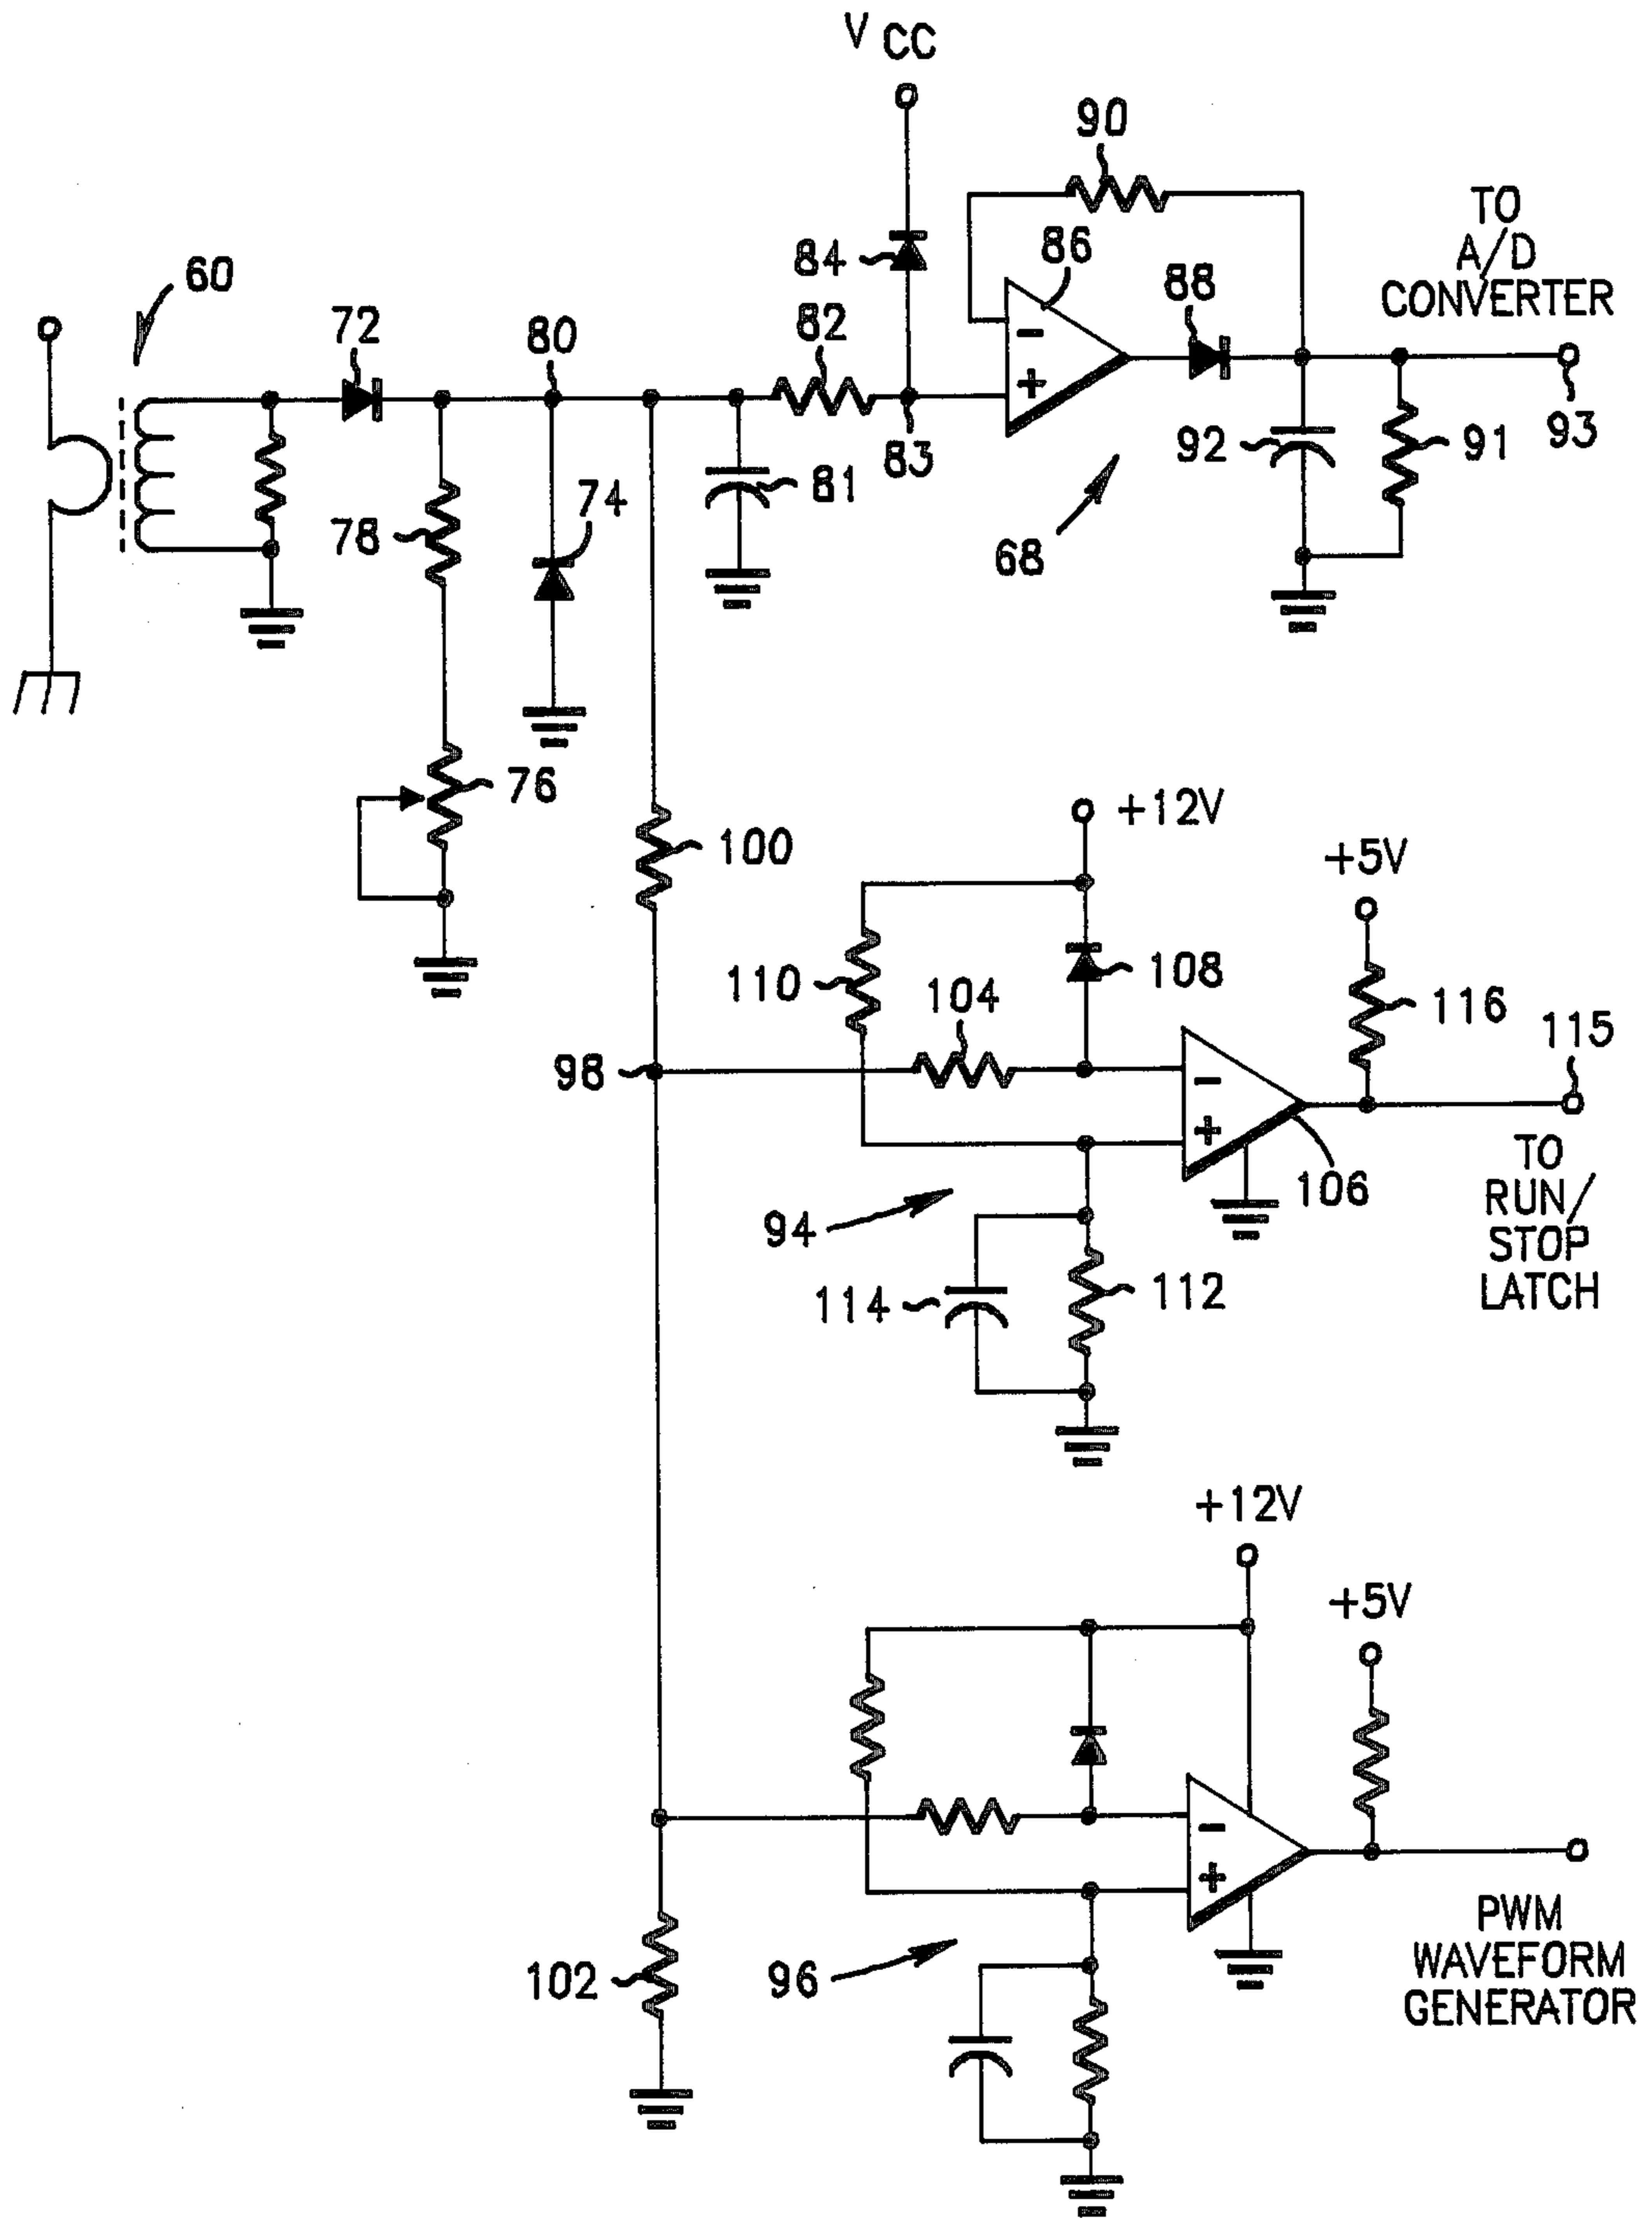 V CC
90
TO
A/D
CONVERTER
86
84
88
60
72
80
82
-
+
83
93
92
91
81
74
78
68
76
+12V
100
+5V
110
108
104
116
115
98
-
+
106
TO
RUN/
STOP
LATCH
94
114
112
+12V
+5V
-
+
PWM
WAVEFORM
GENERATOR
96
102